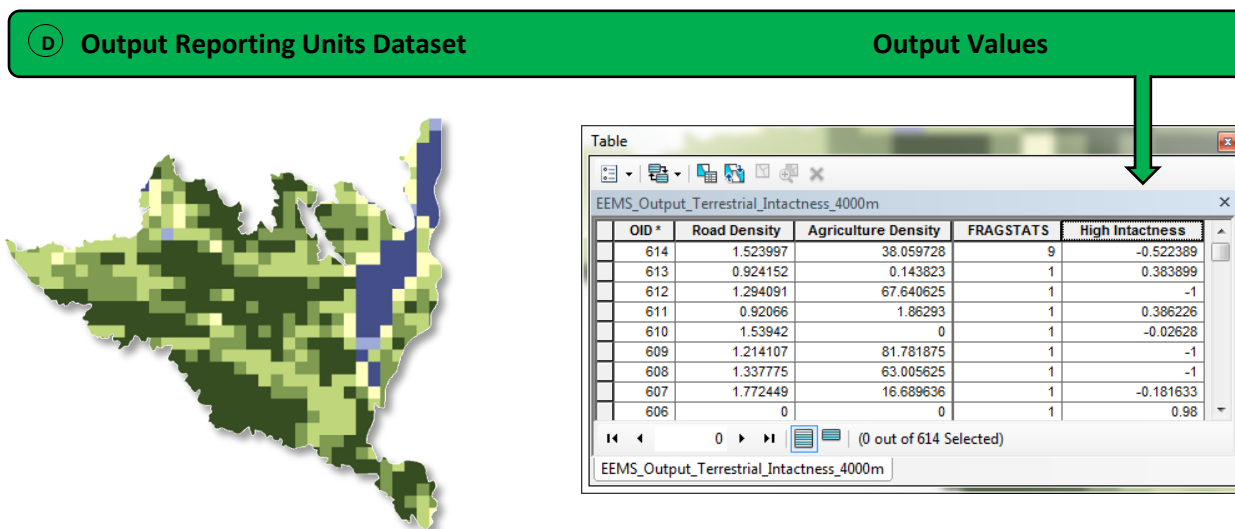 D Output Reporting Units Dataset Output Values
Table
EEMS_Output_Terrestrial_Intactness_4000m
OID * Road Density Agriculture Density FRAGSTATS High Intactness
614 1.523997 38.059728 9 -0.522389
613 0.924152 0.143823 1 0.383899
612 1.294091 67.640625 1 -1
611 0.92066 1.86293 1 0.386226
610 1.53942 0 1 -0.02628
609 1.214107 81.781875 1 -1
608 1.337775 63.005625 1 -1
607 1.772449 16.689636 1 -0.181633
606 0 0 1 0.98
0 (0 out of 614 Selected)
EEMS_Output_Terrestrial_Intactness_4000m